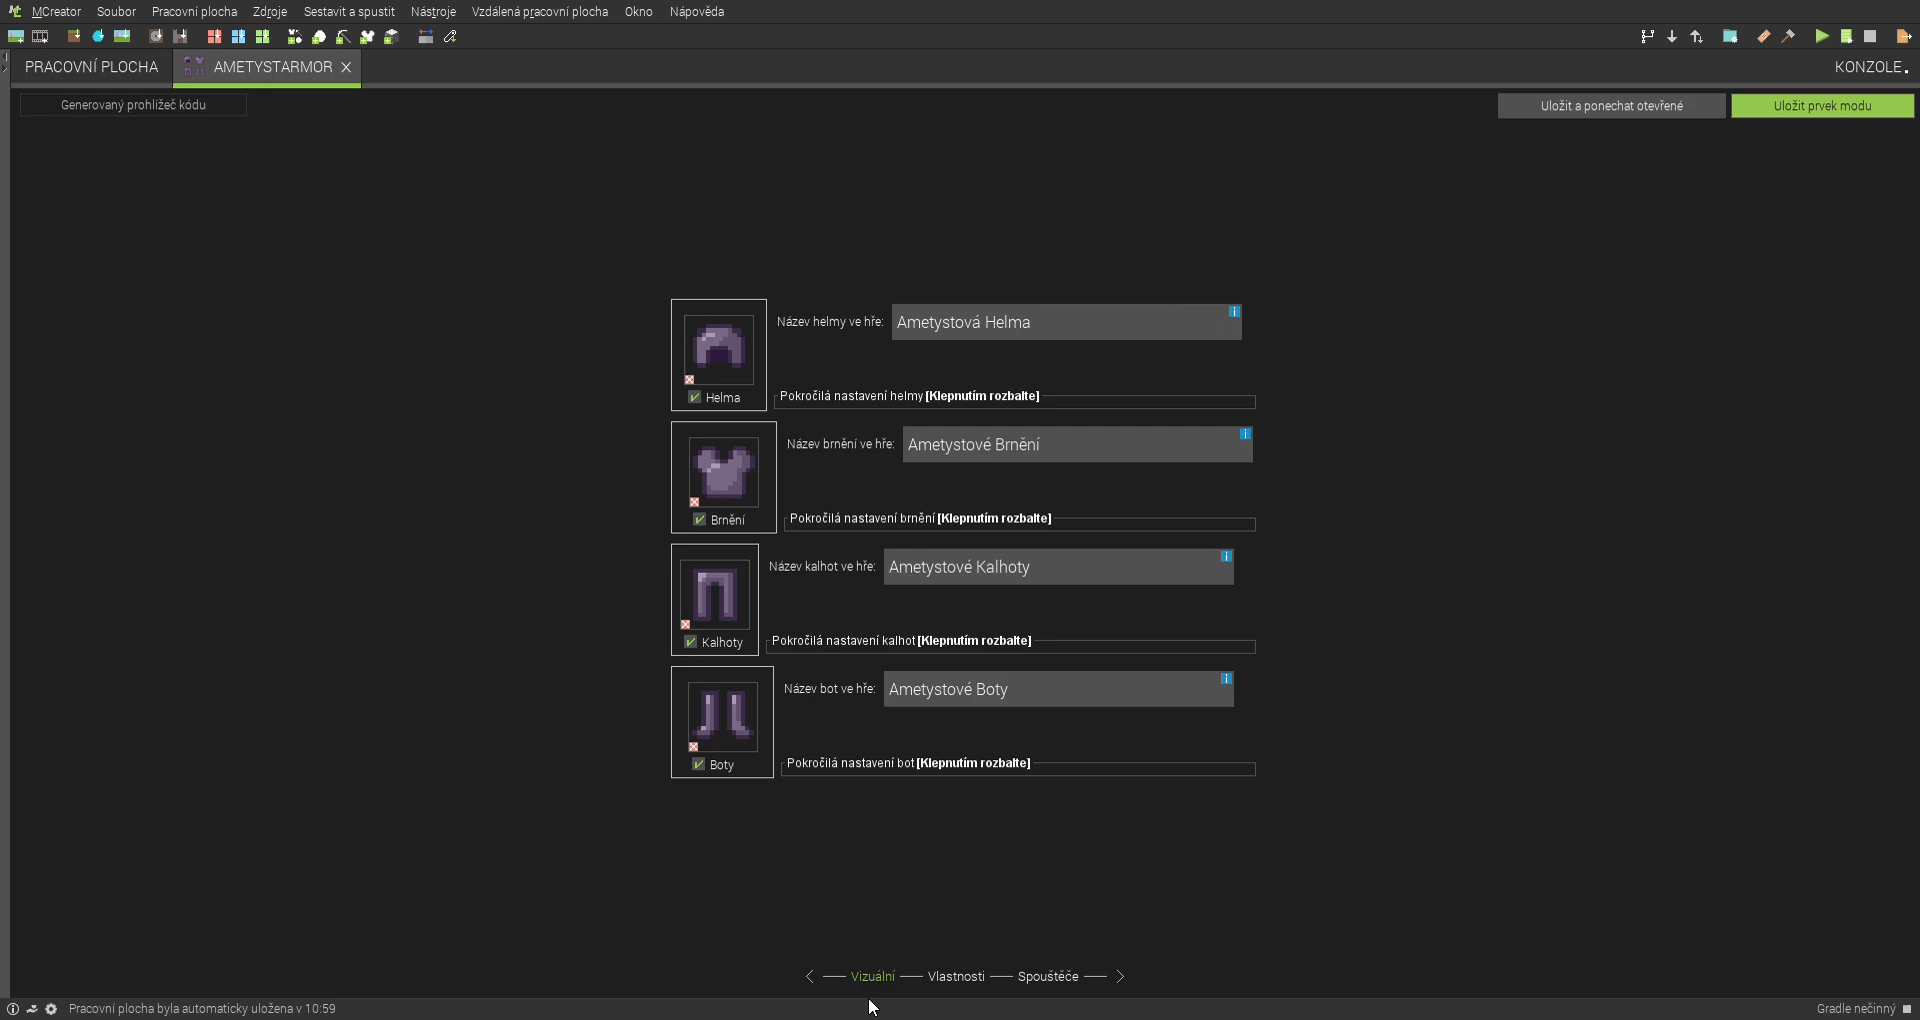 MCreator Soubor Pracovní plocha Zdroje Sestavit a spustit Nástroje Vzdálená pracovní plocha Okno Nápověda
PRACOVNÍ PLOCHA AMETYSTARMOR KONZOLE
Generovaný prohlížeč kódu Uložit a ponechat otevřené Uložit prvek modu
Název helmy ve hře: Ametystová Helma
Helma
Pokročilá nastavení helmy [Klepnutím rozbalte]
Název brnění ve hře: Ametystové Brnění
Brnění
Pokročilá nastavení brnění [Klepnutím rozbalte]
Název kalhot ve hře: Ametystové Kalhoty
Kalhoty
Pokročilá nastavení kalhot [Klepnutím rozbalte]
Název bot ve hře: Ametystové Boty
Boty
Pokročilá nastavení bot [Klepnutím rozbalte]
Vizuální Vlastnosti Spouštěče
Pracovní plocha byla automaticky uložena v 10:59 Gradle nečinný